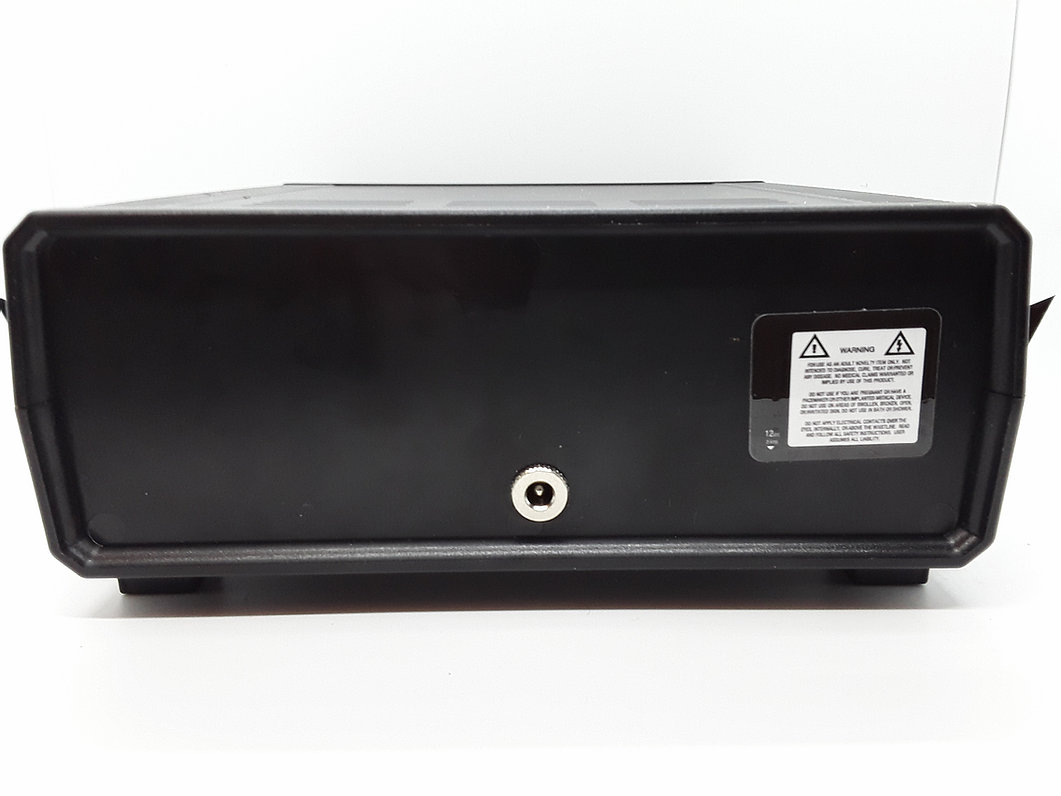 WARNING
FOR USE AS AN ADULT NOVELTY ITEM ONLY. NOT
INTENDED TO DIAGNOSE, CURE, TREAT OR PREVENT
ANY DISEASE. NO MEDICAL CLAIMS WARRANTED OR
IMPLIED BY USE OF THIS PRODUCT.
DO NOT USE IF YOU ARE PREGNANT OR HAVE A
PACEMAKER OR OTHER IMPLANTED MEDICAL DEVICE.
DO NOT USE ON AREAS OF SWOLLEN, BROKEN, OPEN,
OR IRRITATED SKIN. DO NOT USE IN BATH OR SHOWER.
DO NOT APPLY ELECTRICAL CONTACTS OVER THE
EYES, INTERNALLY, OR ABOVE THE WAISTLINE. READ
AND FOLLOW ALL SAFETY INSTRUCTIONS. USER
ASSUMES ALL LIABILITY.